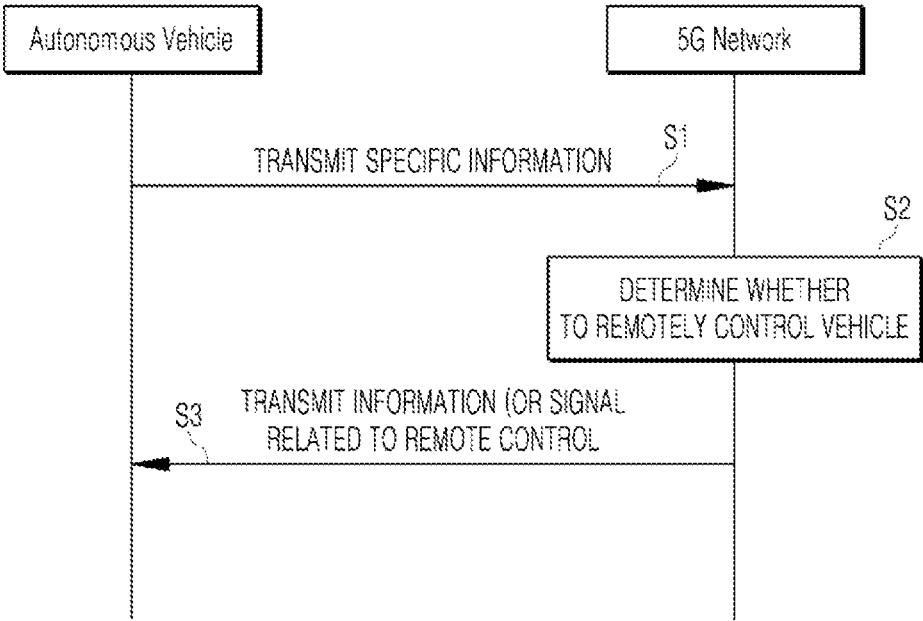 Autonomous Vehicle
5G Network
S1
TRANSMIT SPECIFIC INFORMATION
S2
DETERMINE WHETHER
TO REMOTELY CONTROL VEHICLE
S3
TRANSMIT INFORMATION (OR SIGNAL
RELATED TO REMOTE CONTROL